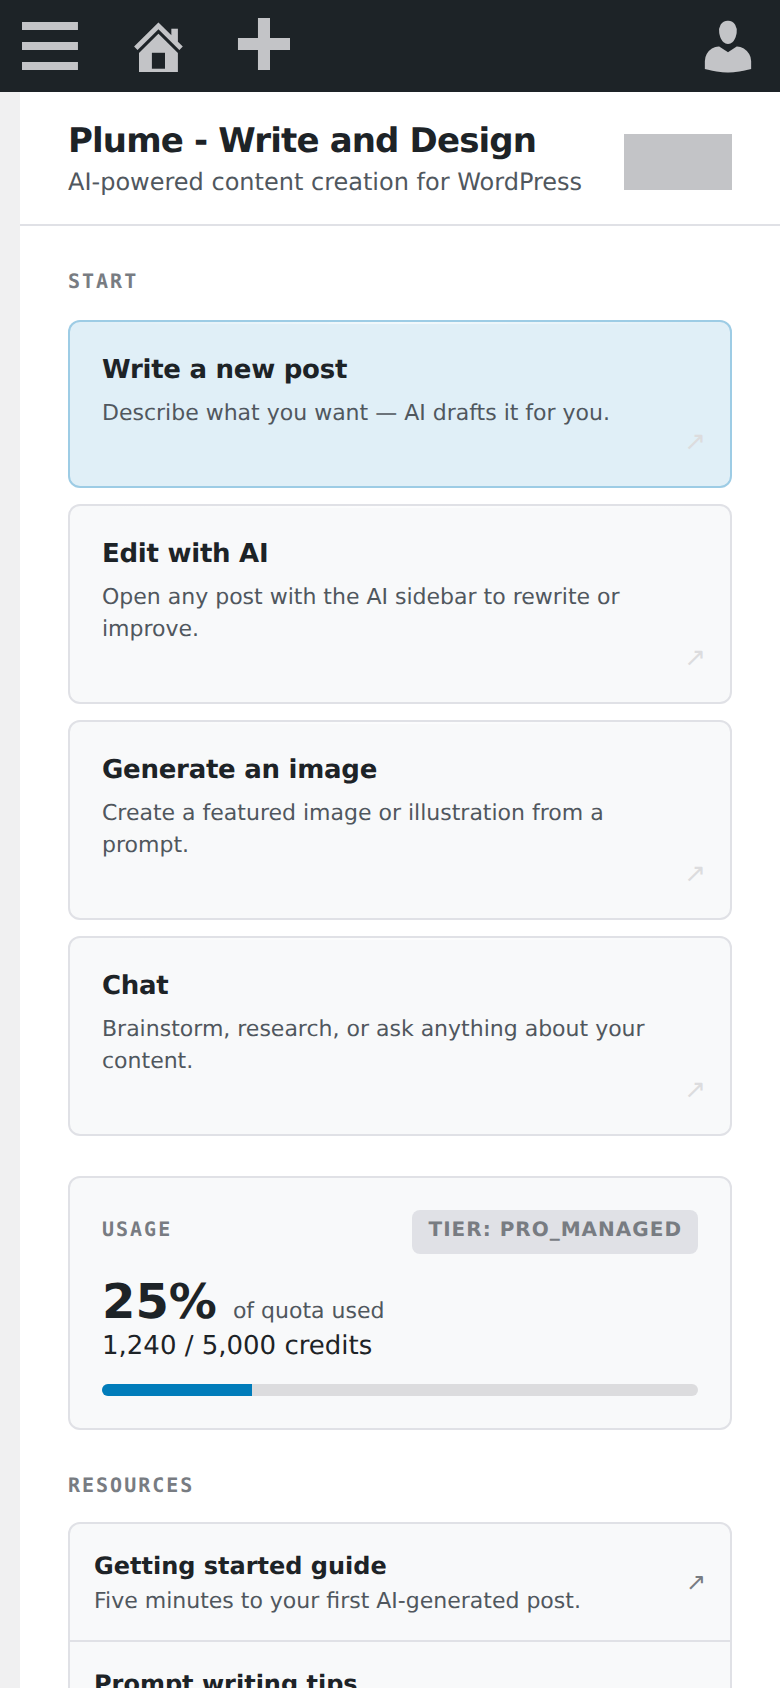 Plume - Write and Design
AI-powered content creation for WordPress
START
Write a new post
Describe what you want — AI drafts it for you.
↗
Edit with AI
Open any post with the AI sidebar to rewrite or
improve.
↗
Generate an image
Create a featured image or illustration from a
prompt.
↗
Chat
Brainstorm, research, or ask anything about your
content.
↗
USAGE
TIER: PRO_MANAGED
25% of quota used
1,240 / 5,000 credits
RESOURCES
Getting started guide
Five minutes to your first AI-generated post.
↗
Prompt writing tips